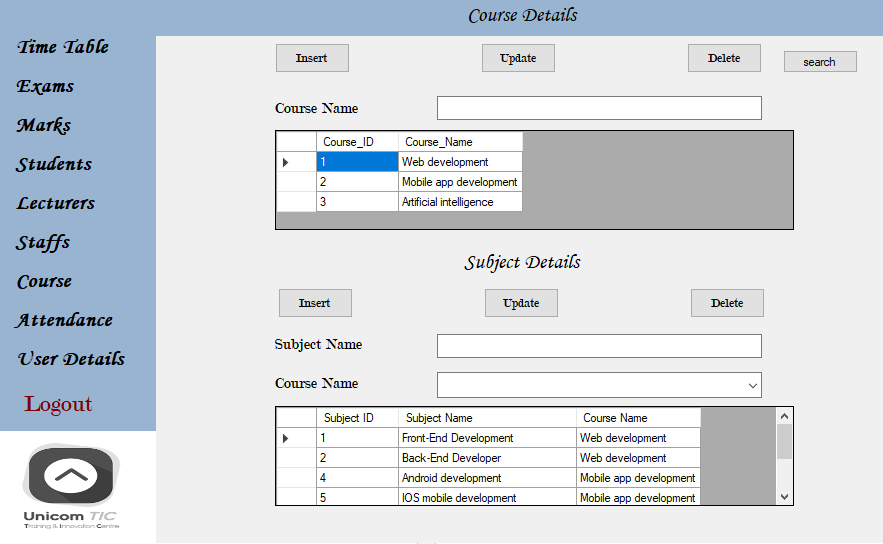 Course Details
Time Table
Exams
Marks
Students
Lecturers
Staffs
Course
Attendance
User Details
Logout
Unicom TIC
Training & Innovation Centre
Insert Update Delete search
Course Name
Course_ID Course_Name
1 Web development
2 Mobile app development
3 Artificial intelligence
Subject Details
Insert Update Delete
Subject Name
Course Name
Subject ID Subject Name Course Name
1 Front-End Development Web development
2 Back-End Developer Web development
4 Android development Mobile app development
5 IOS mobile development Mobile app development